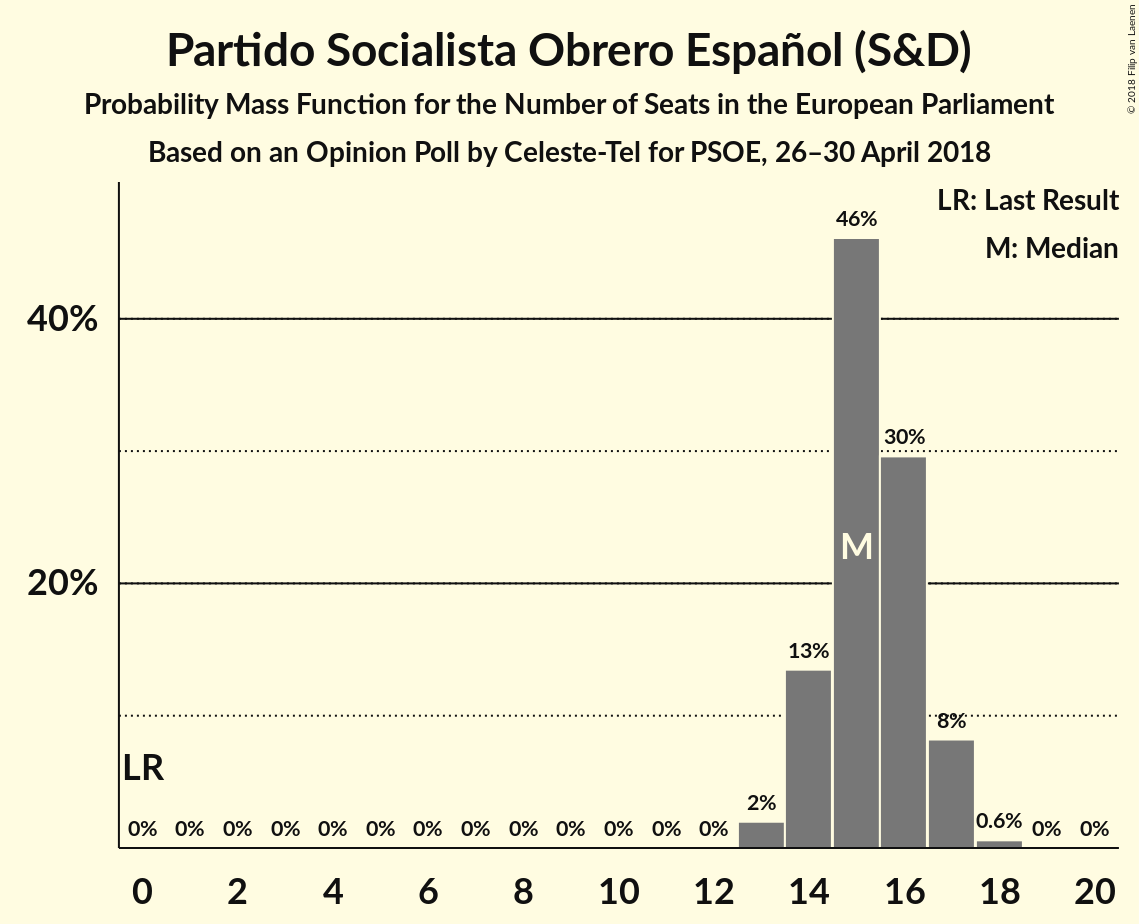 Partido Socialista Obrero Español (S&D)
Probability Mass Function for the Number of Seats in the European Parliament
Based on an Opinion Poll by Celeste-Tel for PSOE, 26–30 April 2018
© 2018 Filip van Laenen
LR: Last Result
M: Median
46%
40%
30%
M
20%
13%
8%
LR
2%
0.6%
0% 0% 0% 0% 0% 0% 0% 0% 0% 0% 0% 0% 0% 0% 0%
0 2 4 6 8 10 12 14 16 18 20